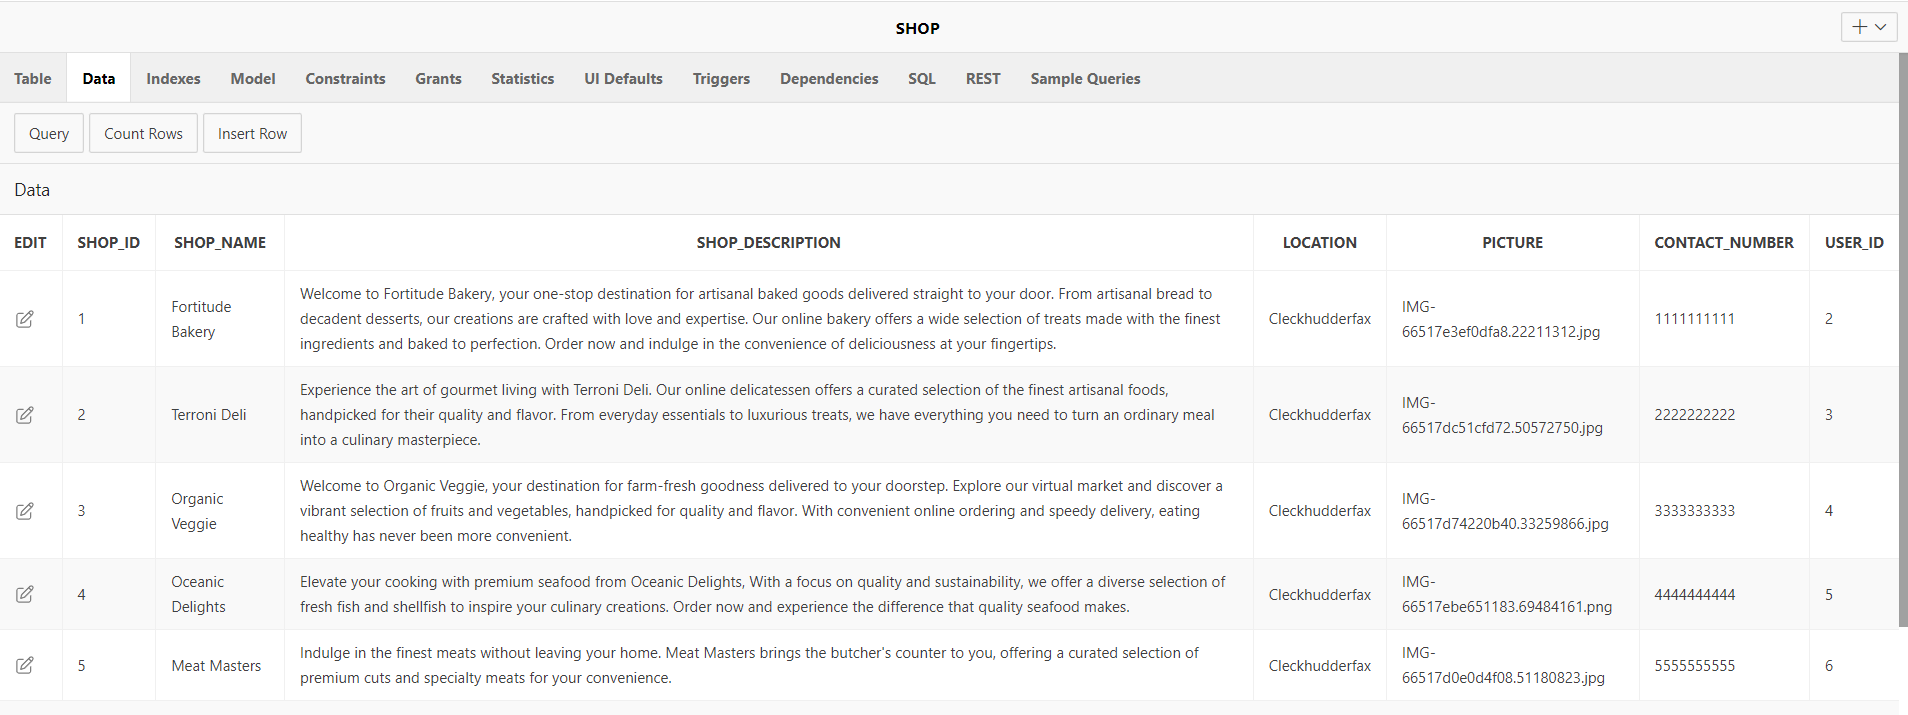 SHOP
Table Data Indexes Model Constraints Grants Statistics UI Defaults Triggers Dependencies SQL REST Sample Queries
Query Count Rows Insert Row
Data
EDIT SHOP_ID SHOP_NAME SHOP_DESCRIPTION LOCATION PICTURE CONTACT_NUMBER USER_ID
1
Fortitude
Bakery
Welcome to Fortitude Bakery, your one-stop destination for artisanal baked goods delivered straight to your door. From artisanal bread to
decadent desserts, our creations are crafted with love and expertise. Our online bakery offers a wide selection of treats made with the finest
ingredients and baked to perfection. Order now and indulge in the convenience of deliciousness at your fingertips.
Cleckhudderfax
IMG-
66517e3ef0dfa8.22211312.jpg
1111111111
2
2
Terroni Deli
Experience the art of gourmet living with Terroni Deli. Our online delicatessen offers a curated selection of the finest artisanal foods,
handpicked for their quality and flavor. From everyday essentials to luxurious treats, we have everything you need to turn an ordinary meal
into a culinary masterpiece.
Cleckhudderfax
IMG-
66517dc51cfd72.50572750.jpg
2222222222
3
3
Organic
Veggie
Welcome to Organic Veggie, your destination for farm-fresh goodness delivered to your doorstep. Explore our virtual market and discover a
vibrant selection of fruits and vegetables, handpicked for quality and flavor. With convenient online ordering and speedy delivery, eating
healthy has never been more convenient.
Cleckhudderfax
IMG-
66517d74220b40.33259866.jpg
3333333333
4
4
Oceanic
Delights
Elevate your cooking with premium seafood from Oceanic Delights, With a focus on quality and sustainability, we offer a diverse selection of
fresh fish and shellfish to inspire your culinary creations. Order now and experience the difference that quality seafood makes.
Cleckhudderfax
IMG-
66517ebe651183.69484161.png
4444444444
5
5
Meat Masters
Indulge in the finest meats without leaving your home. Meat Masters brings the butcher's counter to you, offering a curated selection of
premium cuts and specialty meats for your convenience.
Cleckhudderfax
IMG-
66517d0e0d4f08.51180823.jpg
5555555555
6